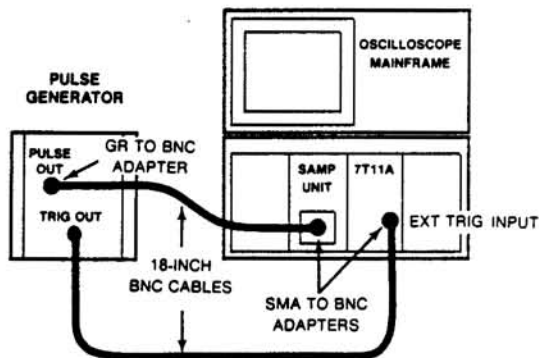 OSCILLOSCOPE
MAINFRAME
PULSE
GENERATOR
PULSE
OUT
GR TO BNC
ADAPTER
TRIG OUT
SAMP
UNIT
7T11A
EXT TRIG INPUT
18-INCH
BNC CABLES
SMA TO BNC
ADAPTERS